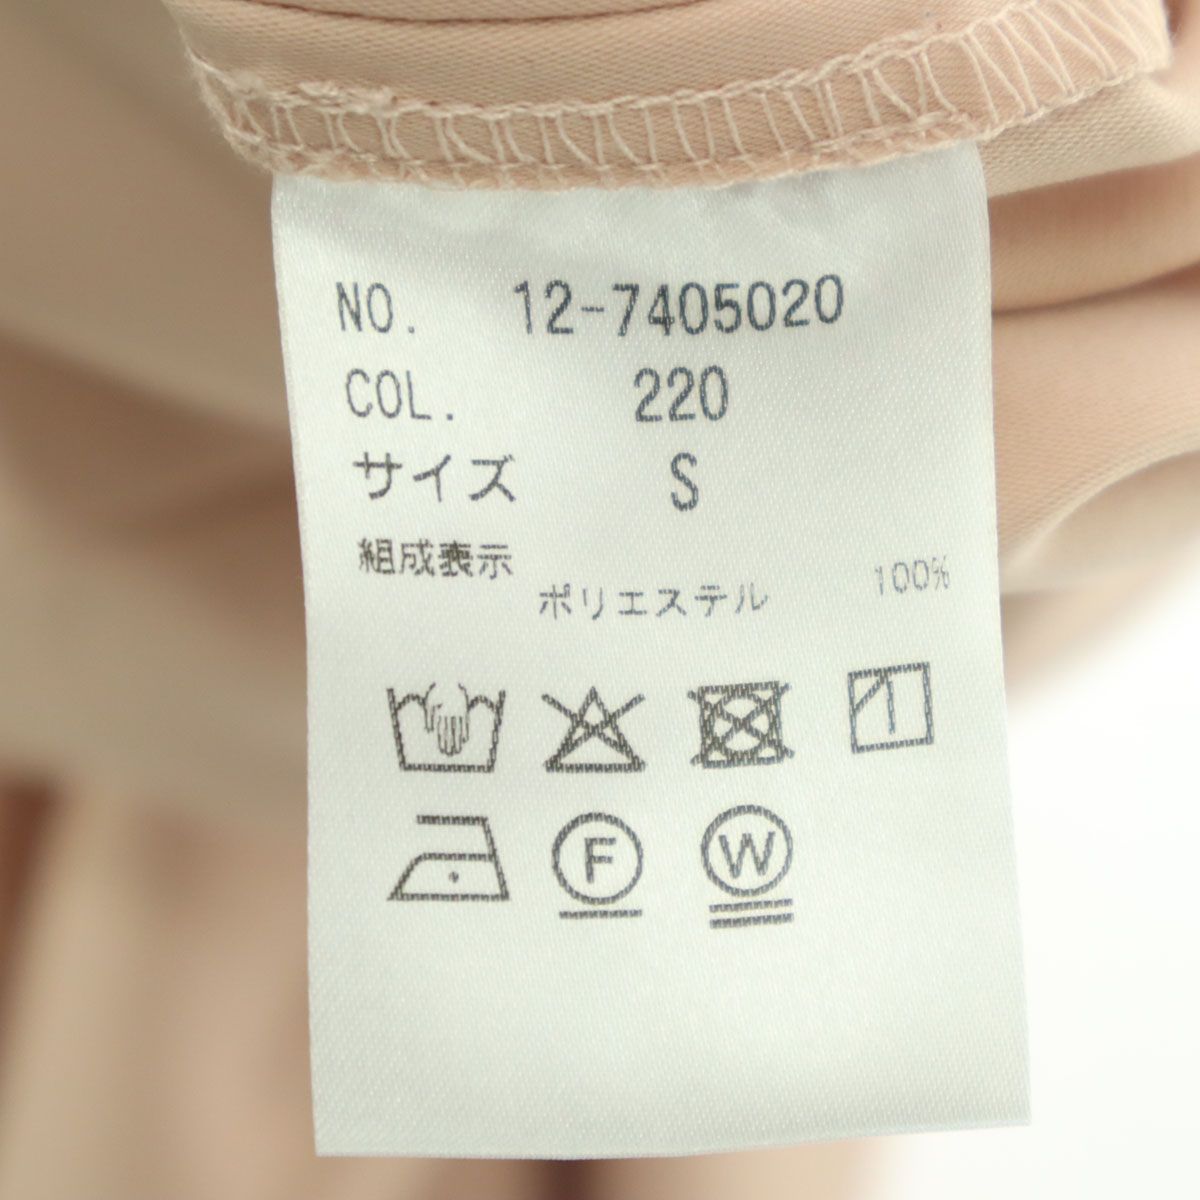 NO. 12-7405020
COL. 220
サイズ S
組成表示
ポリエステル 100%
F W